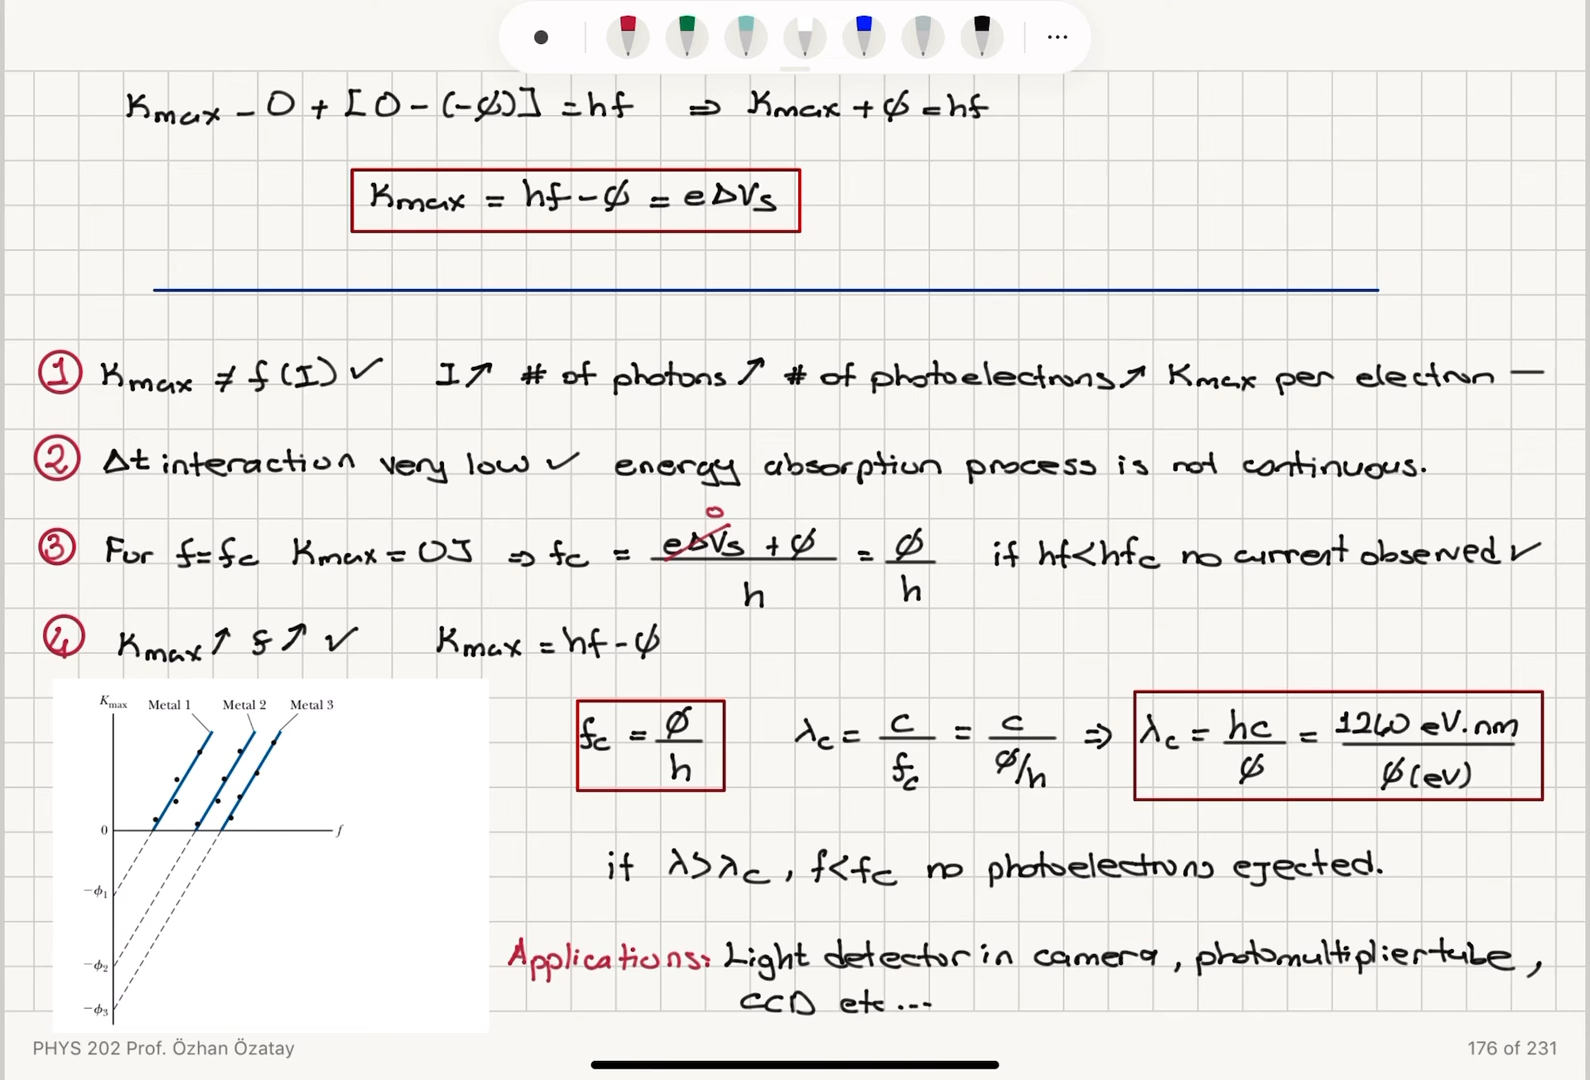 Kmax - 0 + [0 - (-ϕ)] = hf ⇒ Kmax + ϕ = hf
Kmax = hf - ϕ = eΔVs
① Kmax ≠ f(I) ✓ I↗ # of photons↗ # of photoelectrons↗ Kmax per electron —
② Δt interaction very low ✓ energy absorption process is not continuous.
③ For f=fc Kmax = 0J ⇒ fc = (eΔVs + ϕ)/h = ϕ/h if hf<hfc no current observed ✓
0
④ Kmax↑ f↗ ✓ Kmax = hf - ϕ
Kmax Metal 1 Metal 2 Metal 3
0 f
-ϕ1
-ϕ2
-ϕ3
fc = ϕ/h λc = c/fc = c/(ϕ/h) ⇒ λc = hc/ϕ = 1240 eV.nm/ϕ(eV)
if λ>λc, f<fc no photoelectrons ejected.
Applications: Light detector in camera, photomultiplier tube,
CCD etc...
PHYS 202 Prof. Özhan Özatay
176 of 231